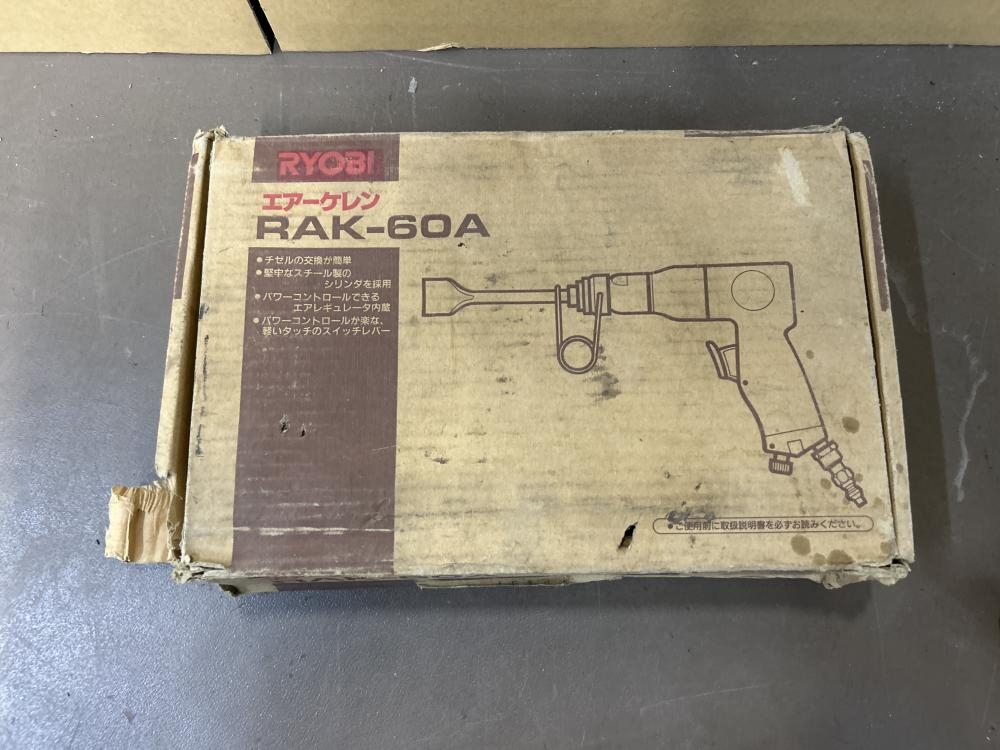 RYOBI
エアーケレン
RAK-60A
●チゼルの交換が簡単
●堅牢なスチール製の
シリンダを採用
●パワーコントロールできる
エアレギュレータ内蔵
●パワーコントロールが楽な、
軽いタッチのスイッチレバー
●ご使用前に取扱説明書を必ずお読みください。